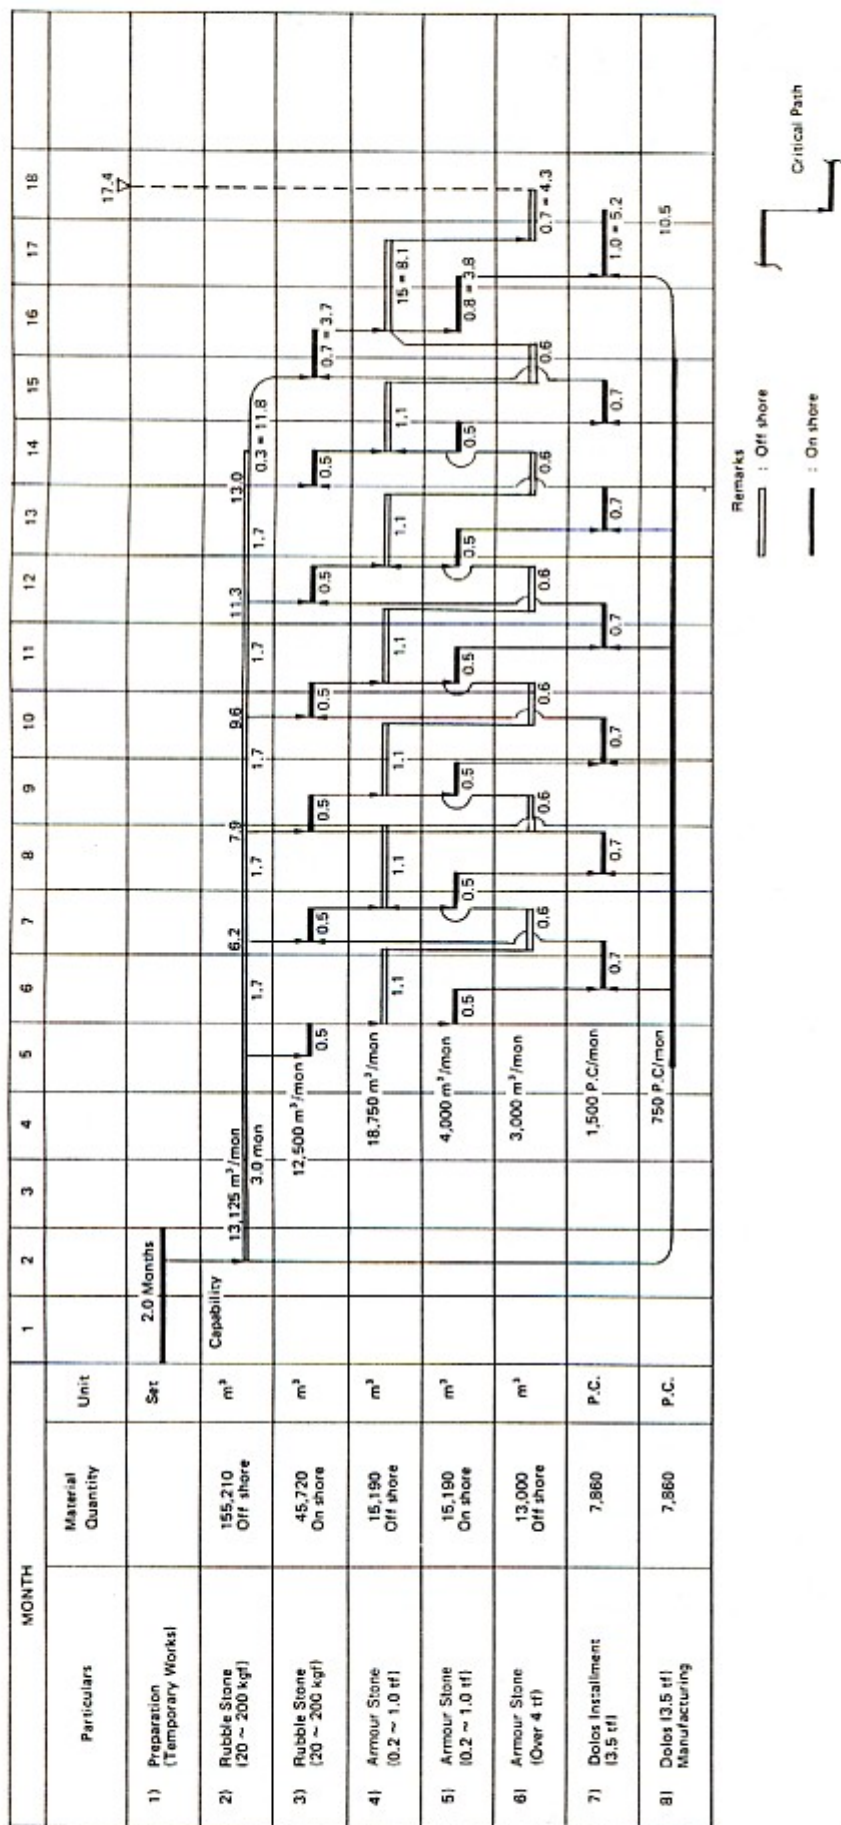 MONTH
Particulars
Material
Quantity
Unit
1
2
3
4
5
6
7
8
9
10
11
12
13
14
15
16
17
18
1) Preparation
(Temporary Works)
Set
2.0 Months
17.4
2) Rubble Stone
(20 ~ 200 kgf)
155,210
Off shore
m³
Capability
13,125 m³/mon
3.0 mon
1.7
6.2
1.7
7.9
1.7
9.6
1.7
11.3
1.7
13.0
0.3 = 11.8
3) Rubble Stone
(20 ~ 200 kgf)
45,720
On shore
m³
12,500 m³/mon
0.5
0.5
0.5
0.5
0.5
0.5
0.7 = 3.7
4) Armour Stone
(0.2 ~ 1.0 tf)
15,190
Off shore
m³
18,750 m³/mon
1.1
1.1
1.1
1.1
1.1
1.1
15 = 8.1
5) Armour Stone
(0.2 ~ 1.0 tf)
15,190
On shore
m³
4,000 m³/mon
0.5
0.5
0.5
0.5
0.5
0.5
0.8 = 3.8
6) Armour Stone
(Over 4 tf)
13,000
Off shore
m³
3,000 m³/mon
0.6
0.6
0.6
0.6
0.6
0.6
0.7 = 4.3
7) Dolos Installment
(3.5 tf)
7,860
P.C.
1,500 P.C/mon
0.7
0.7
0.7
0.7
0.7
0.7
1.0 = 5.2
8) Dolos (3.5 tf)
Manufacturing
7,860
P.C.
750 P.C/mon
10.5
Remarks
: Off shore
: On shore
Critical Path